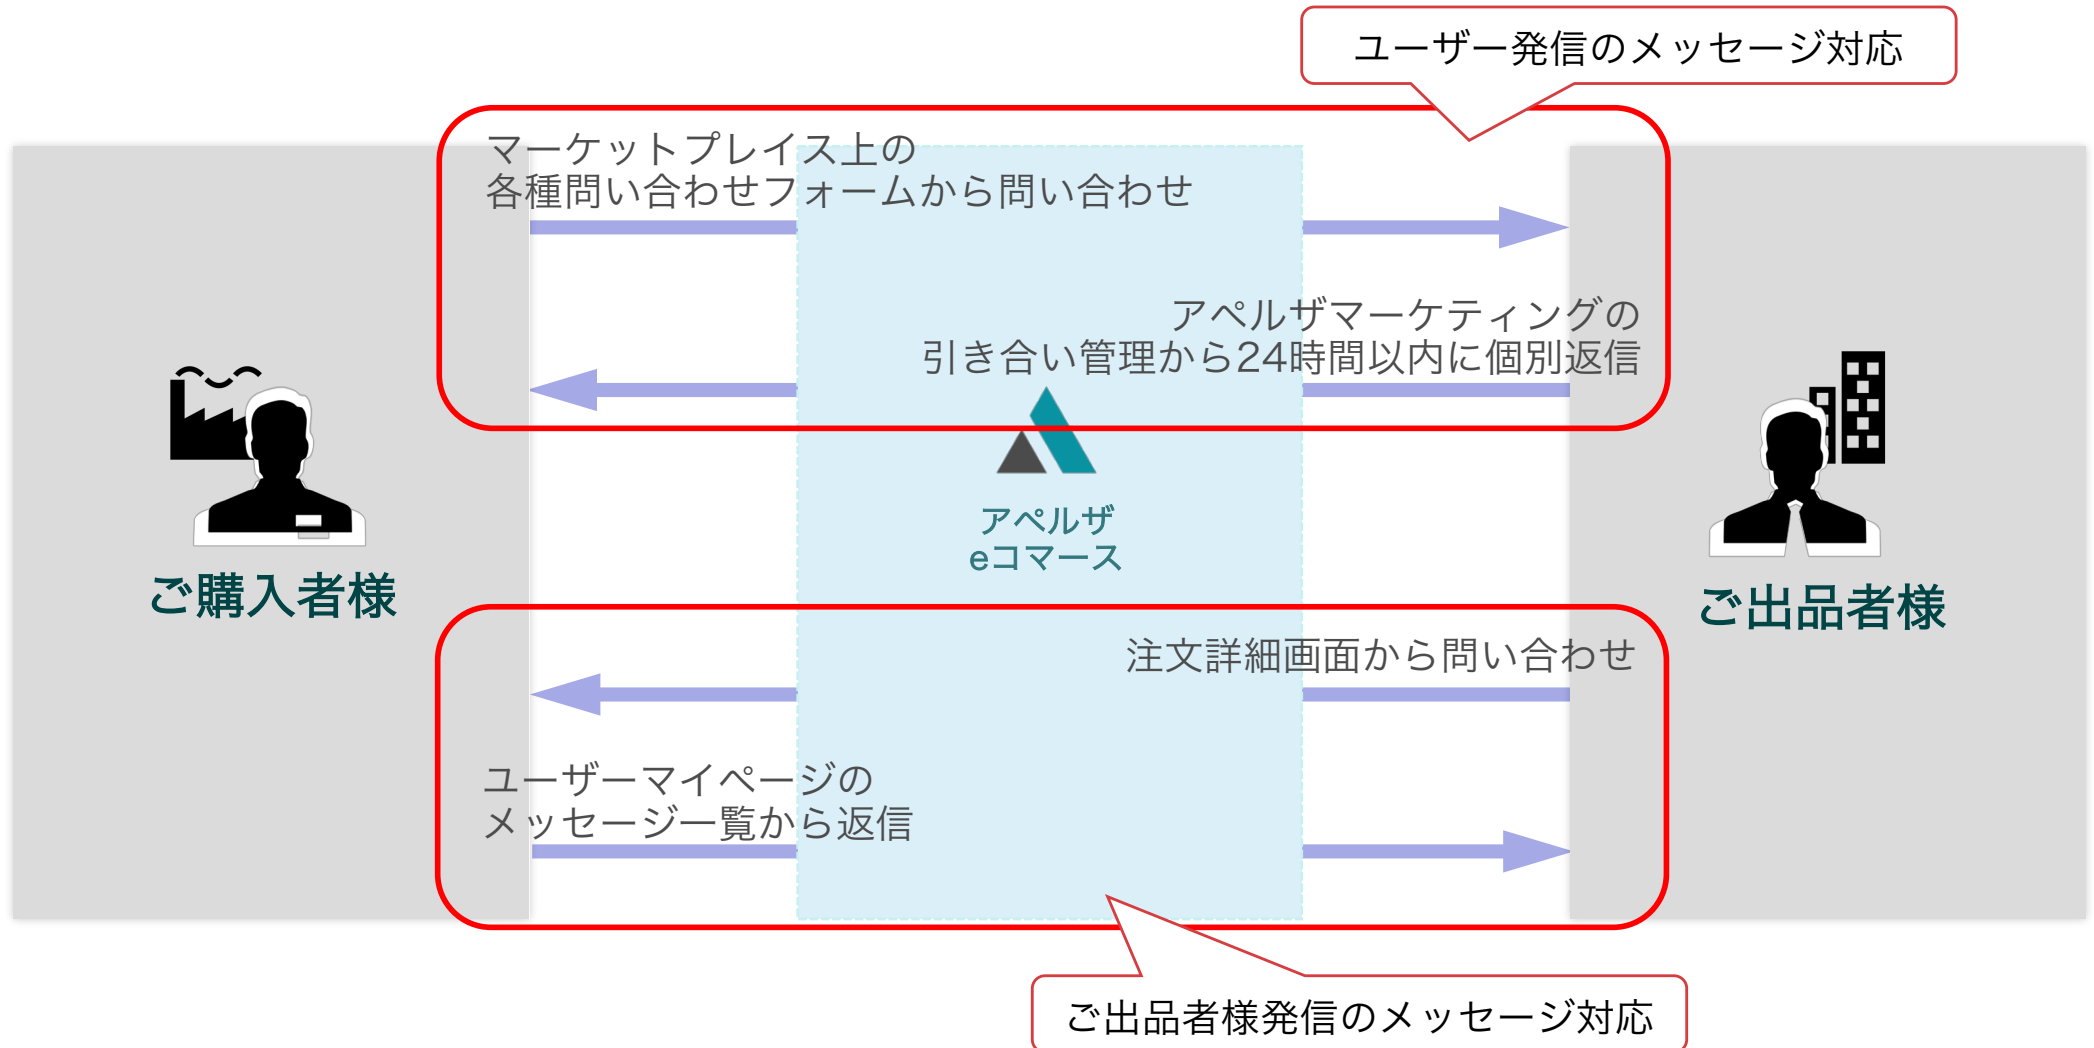 ユーザー発信のメッセージ対応
マーケットプレイス上の
各種問い合わせフォームから問い合わせ
アペルザマーケティングの
引き合い管理から24時間以内に個別返信
アペルザ
eコマース
ご購入者様
ご出品者様
注文詳細画面から問い合わせ
ユーザーマイページの
メッセージ一覧から返信
ご出品者様発信のメッセージ対応